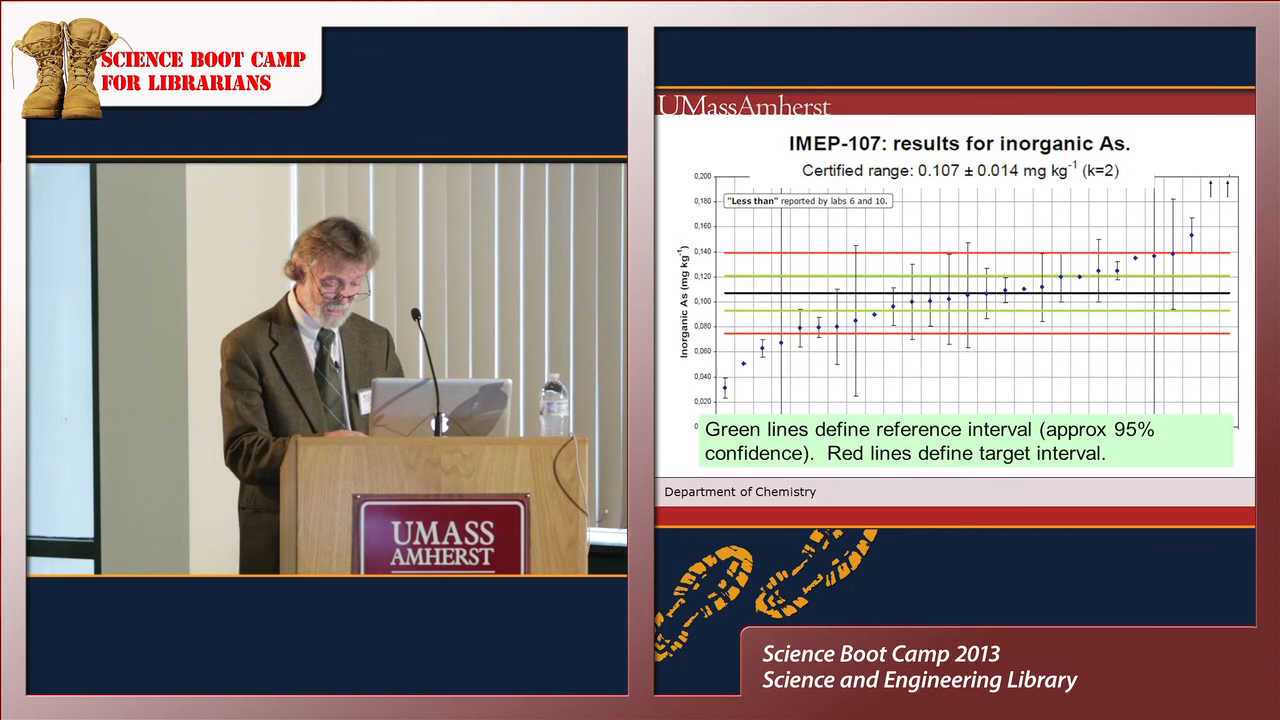 SCIENCE BOOT CAMP
FOR LIBRARIANS
UMASS
AMHERST
UMassAmherst
IMEP-107: results for inorganic As.
Certified range: 0.107 ± 0.014 mg kg-1 (k=2)
"Less than" reported by labs 6 and 10.
Inorganic As (mg kg-1)
0,200
0,180
0,160
0,140
0,120
0,100
0,080
0,060
0,040
0,020
Green lines define reference interval (approx 95%
confidence). Red lines define target interval.
Department of Chemistry
Science Boot Camp 2013
Science and Engineering Library